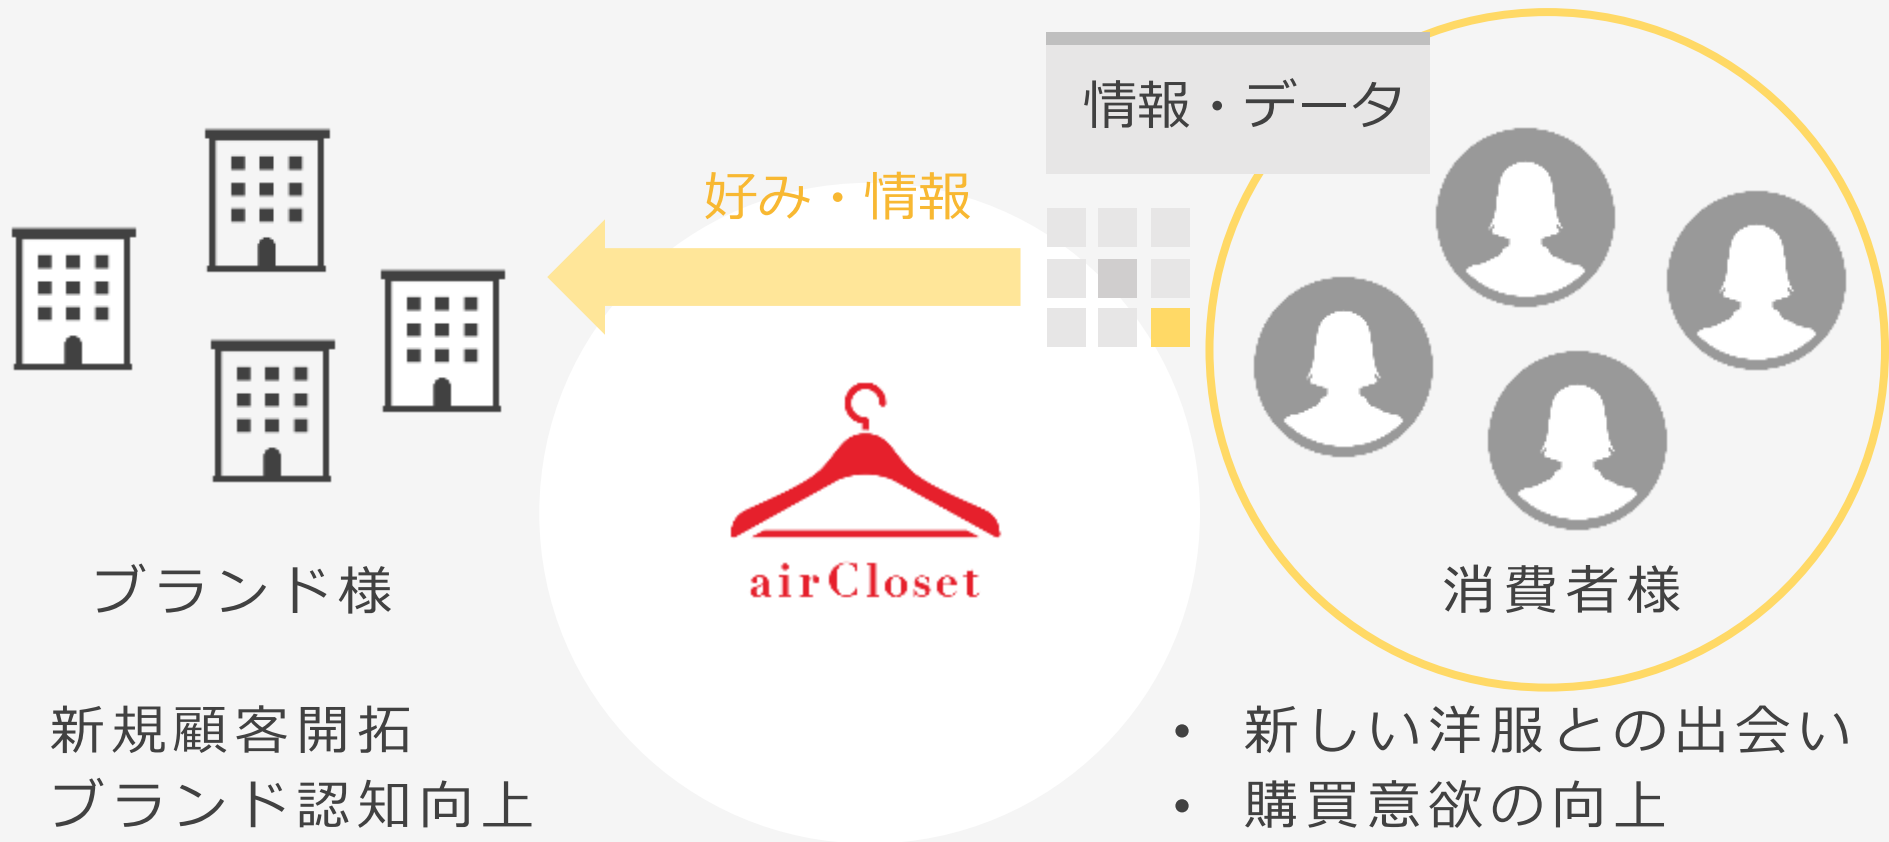 情報・データ
好み・情報
airCloset
ブランド様
消費者様
新規顧客開拓
ブランド認知向上
• 新しい洋服との出会い
• 購買意欲の向上